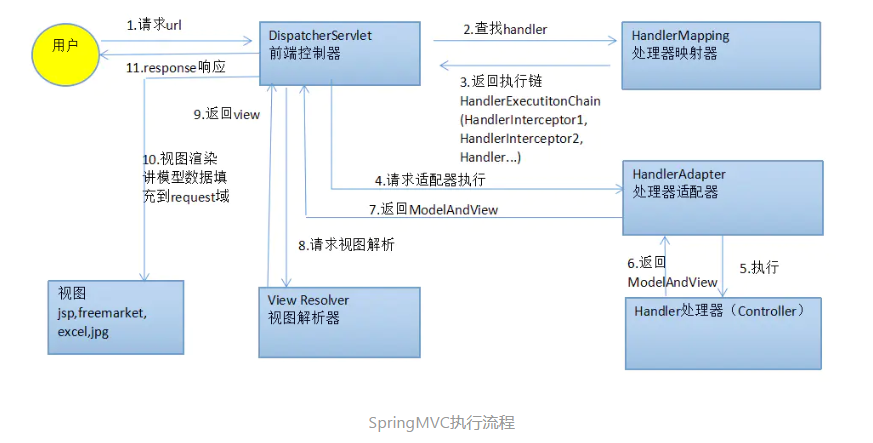 1.请求url
用户
DispatcherServlet
前端控制器
2.查找handler
HandlerMapping
处理器映射器
11.response响应
3.返回执行链
HandlerExecutitonChain
(HandlerInterceptor1,
HandlerInterceptor2,
Handler...)
9.返回view
10.视图渲染
讲模型数据填
充到request域
4.请求适配器执行
HandlerAdapter
处理器适配器
7.返回ModelAndView
8.请求视图解析
6.返回
ModelAndView
5.执行
视图
jsp,freemarket,
excel,jpg
View Resolver
视图解析器
Handler处理器（Controller）
SpringMVC执行流程